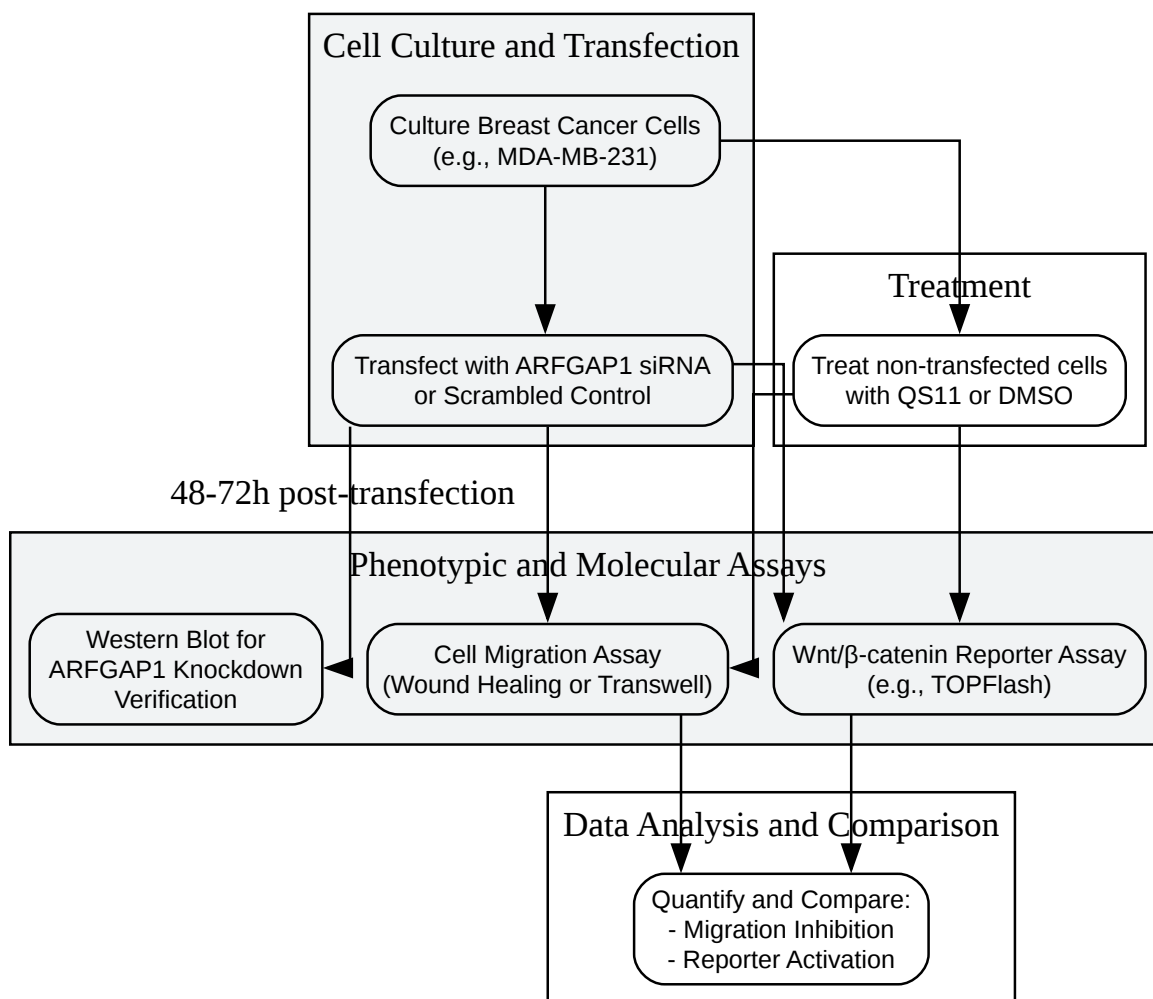 Cell Culture and Transfection
Culture Breast Cancer Cells
(e.g., MDA-MB-231)
Treatment
Transfect with ARFGAP1 siRNA
or Scrambled Control
Treat non-transfected cells
with QS11 or DMSO
48-72h post-transfection
Phenotypic and Molecular Assays
Western Blot for
ARFGAP1 Knockdown
Verification
Cell Migration Assay
(Wound Healing or Transwell)
Wnt/β-catenin Reporter Assay
(e.g., TOPFlash)
Data Analysis and Comparison
Quantify and Compare:
- Migration Inhibition
- Reporter Activation